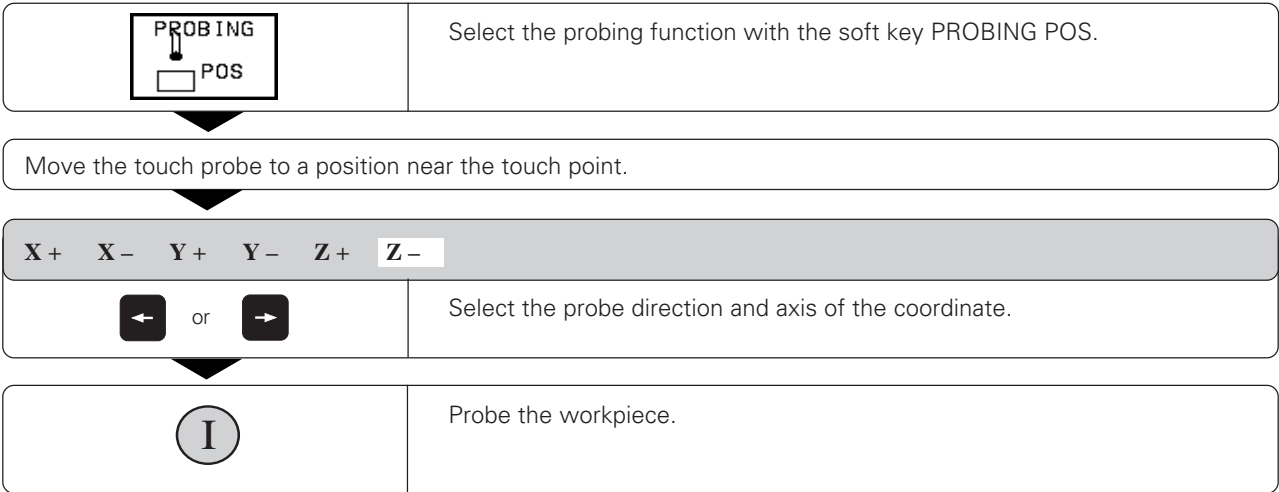 PROBING
POS
Select the probing function with the soft key PROBING POS.
Move the touch probe to a position near the touch point.
X + X – Y + Y – Z + Z –
or
Select the probe direction and axis of the coordinate.
I
Probe the workpiece.